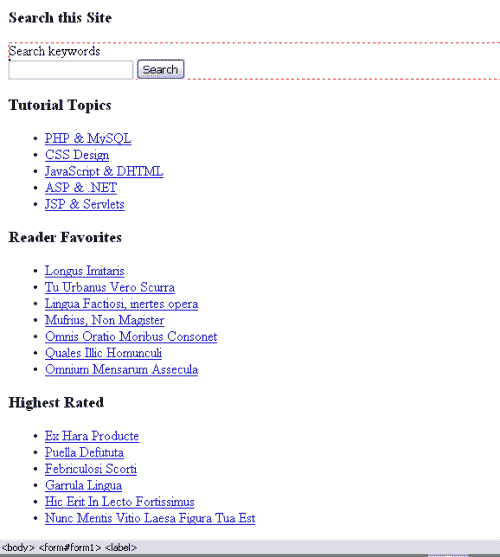 Search this Site
Search keywords
Search
Tutorial Topics
PHP & MySQL
CSS Design
JavaScript & DHTML
ASP & .NET
JSP & Servlets
Reader Favorites
Longus Imitaris
Tu Urbanus Vero Scurra
Lingua Factiosi, inertes opera
Mufrius, Non Magister
Omnis Oratio Moribus Consonet
Quales Illic Homunculi
Omnium Mensarum Assecula
Highest Rated
Ex Hara Producte
Puella Defututa
Febriculosi Scorti
Garrula Lingua
Hic Erit In Lecto Fortissimus
Nunc Mentis Vitio Laesa Figura Tua Est
<body> <form#form1> <label>